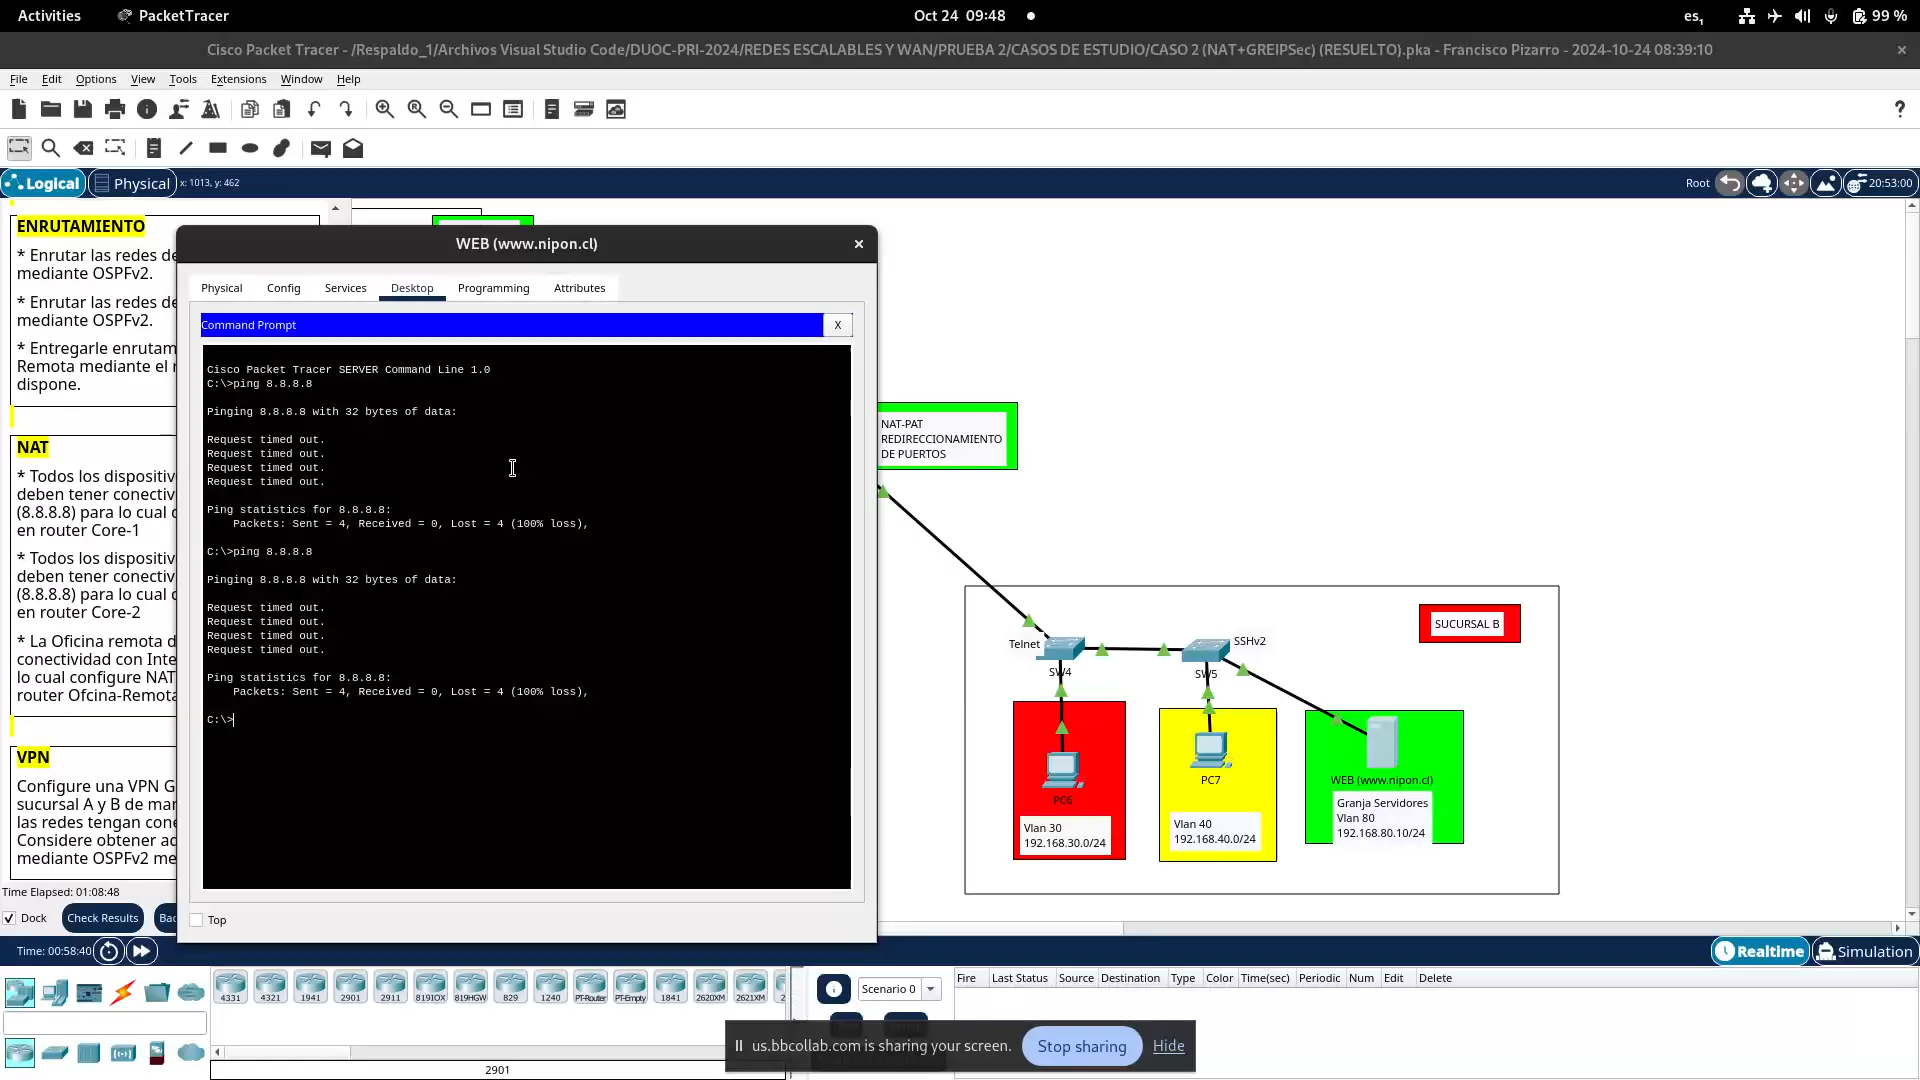 Activities
PacketTracer
Oct 24 09:48
es1
99 %
Cisco Packet Tracer - /Respaldo_1/Archivos Visual Studio Code/DUOC-PRI-2024/REDES ESCALABLES Y WAN/PRUEBA 2/CASOS DE ESTUDIO/CASO 2 (NAT+GREIPSec) (RESUELTO).pka - Francisco Pizarro - 2024-10-24 08:39:10
File Edit Options View Tools Extensions Window Help
Logical
Physical
x: 1013, y: 462
Root
20:53:00
ENRUTAMIENTO
* Enrutar las redes de
mediante OSPFv2.
* Enrutar las redes de
mediante OSPFv2.
* Entregarle enrutam
Remota mediante el r
dispone.
NAT
* Todos los dispositiv
deben tener conectiv
(8.8.8.8) para lo cual c
en router Core-1
* Todos los dispositiv
deben tener conectiv
(8.8.8.8) para lo cual c
en router Core-2
* La Oficina remota d
conectividad con Inte
lo cual configure NAT
router Ofcina-Remota
VPN
Configure una VPN G
sucursal A y B de mar
las redes tengan cone
Considere obtener ad
mediante OSPFv2 me
Time Elapsed: 01:08:48
Dock
Check Results
Bac
WEB (www.nipon.cl)
Physical Config Services Desktop Programming Attributes
Command Prompt
X
Cisco Packet Tracer SERVER Command Line 1.0
C:\>ping 8.8.8.8
Pinging 8.8.8.8 with 32 bytes of data:
Request timed out.
Request timed out.
Request timed out.
Request timed out.
Ping statistics for 8.8.8.8:
Packets: Sent = 4, Received = 0, Lost = 4 (100% loss),
C:\>ping 8.8.8.8
Pinging 8.8.8.8 with 32 bytes of data:
Request timed out.
Request timed out.
Request timed out.
Request timed out.
Ping statistics for 8.8.8.8:
Packets: Sent = 4, Received = 0, Lost = 4 (100% loss),
C:\>
Top
NAT-PAT
REDIRECCIONAMIENTO
DE PUERTOS
SUCURSAL B
Telnet
SSHv2
SW4
SW5
PC6
Vlan 30
192.168.30.0/24
PC7
Vlan 40
192.168.40.0/24
WEB (www.nipon.cl)
Granja Servidores
Vlan 80
192.168.80.10/24
Time: 00:58:40
Realtime
Simulation
4331 4321 1941 2901 2911 819IOX 819HGW 829 1240 PT-Router PT-Empty 1841 2620XM 2621XM 2
2901
Scenario 0
Fire Last Status Source Destination Type Color Time(sec) Periodic Num Edit Delete
us.bbcollab.com is sharing your screen.
Stop sharing
Hide